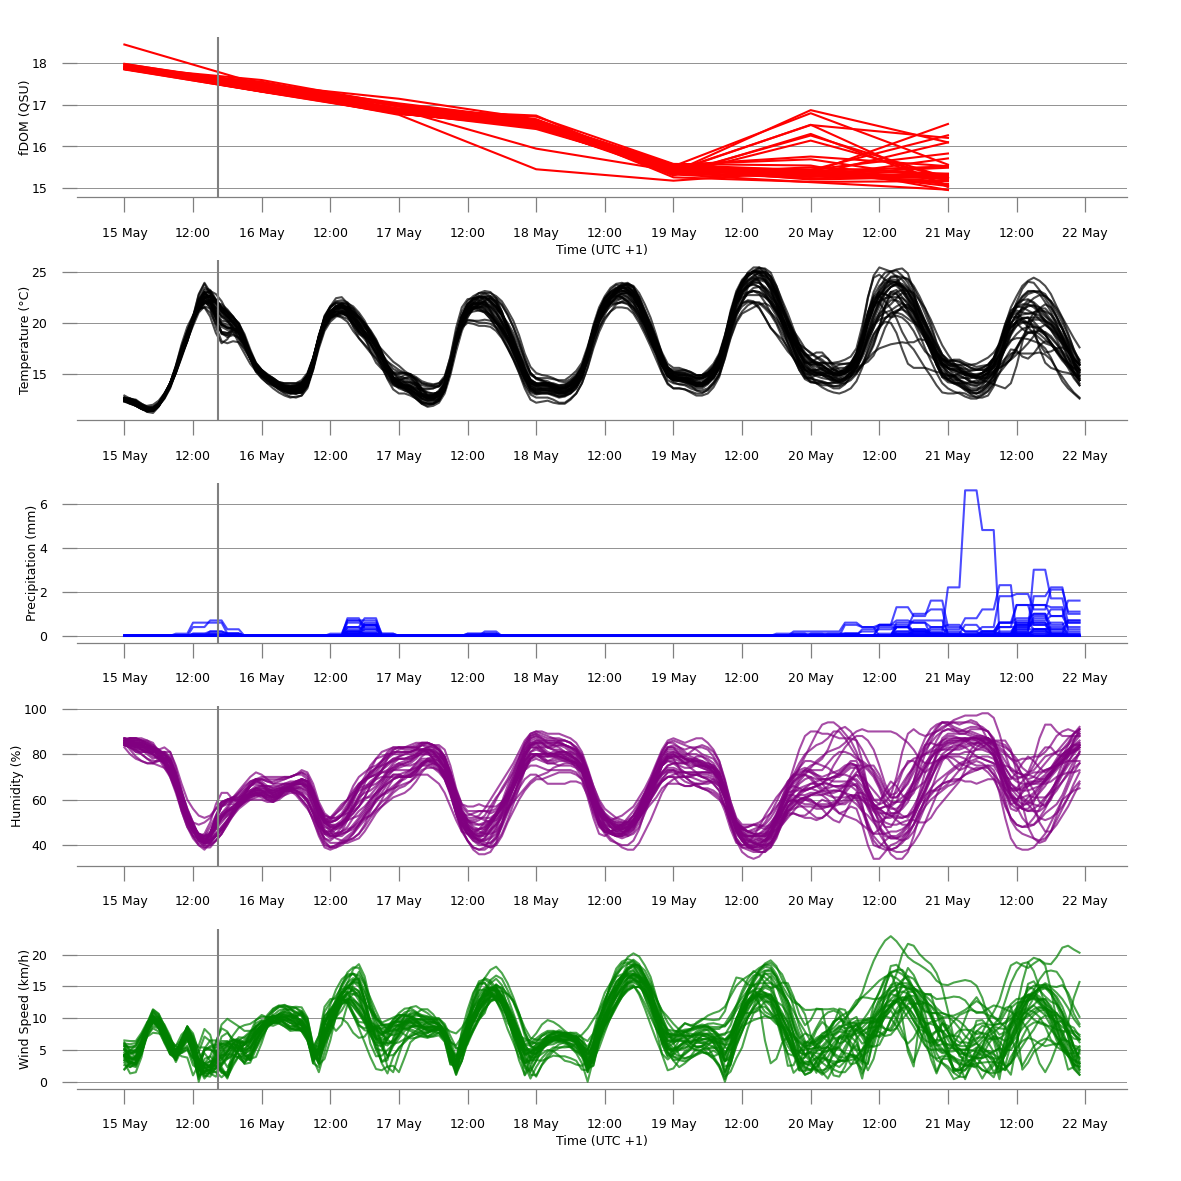 18
17
16
15
fDOM (QSU)
15 May 12:00 16 May 12:00 17 May 12:00 18 May 12:00 19 May 12:00 20 May 12:00 21 May 12:00 22 May
Time (UTC +1)
25
20
15
Temperature (°C)
15 May 12:00 16 May 12:00 17 May 12:00 18 May 12:00 19 May 12:00 20 May 12:00 21 May 12:00 22 May
6
4
2
0
Precipitation (mm)
15 May 12:00 16 May 12:00 17 May 12:00 18 May 12:00 19 May 12:00 20 May 12:00 21 May 12:00 22 May
100
80
60
40
Humidity (%)
15 May 12:00 16 May 12:00 17 May 12:00 18 May 12:00 19 May 12:00 20 May 12:00 21 May 12:00 22 May
20
15
10
5
0
Wind Speed (km/h)
15 May 12:00 16 May 12:00 17 May 12:00 18 May 12:00 19 May 12:00 20 May 12:00 21 May 12:00 22 May
Time (UTC +1)